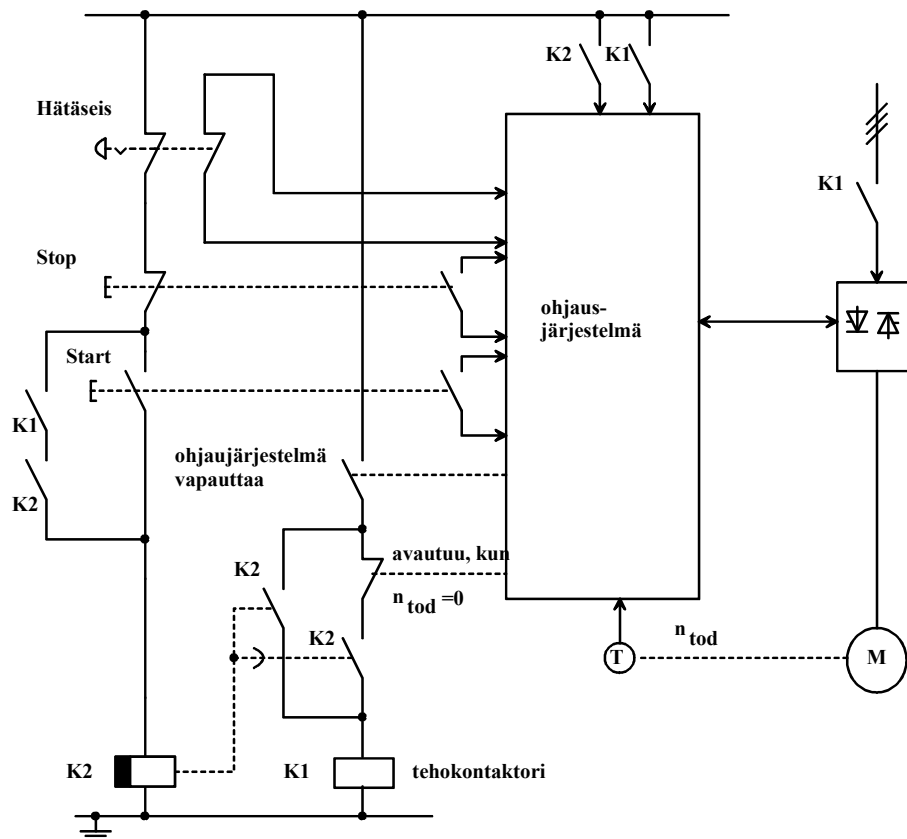 K2
K1
Hätäseis
K1
Stop
ohjaus-
järjestelmä
Start
K1
ohjaujärjestelmä
vapauttaa
K2
avautuu, kun
K2
n tod =0
K2
n tod
T
M
K2
K1
tehokontaktori